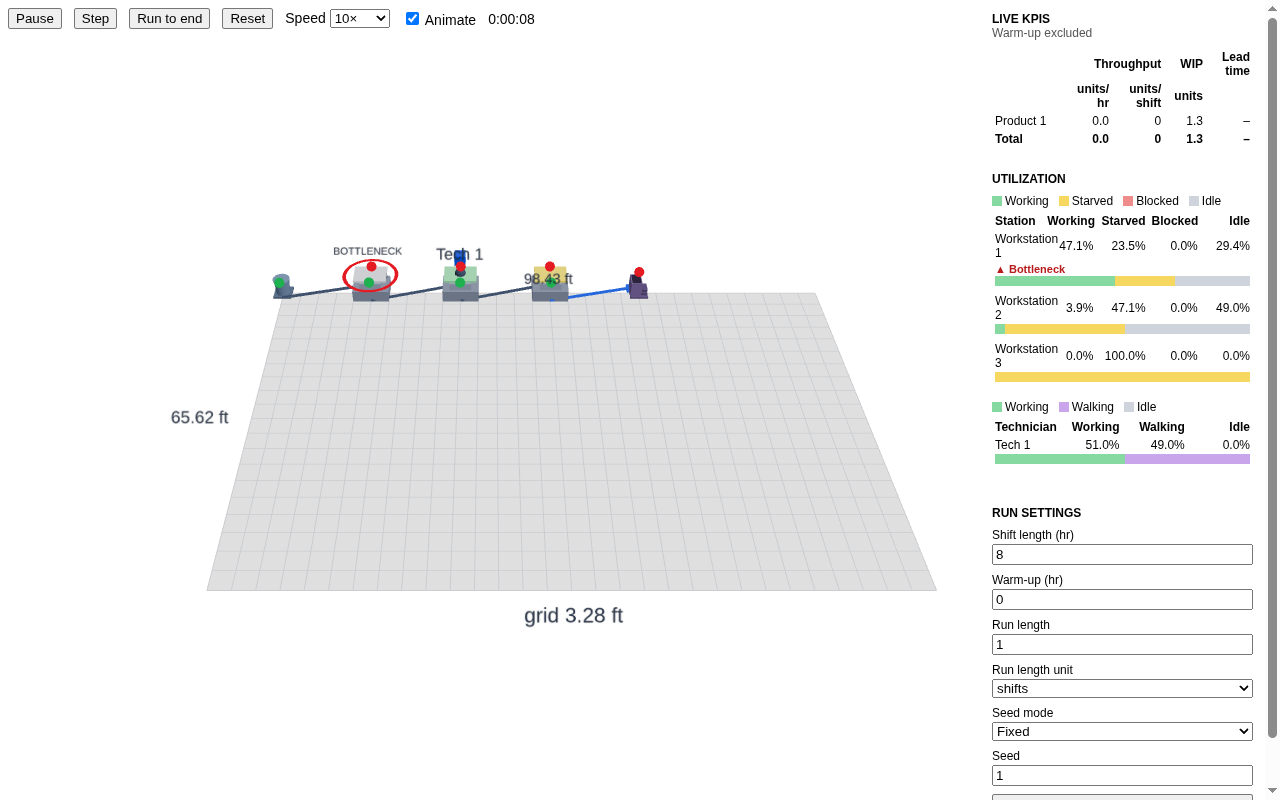 Pause Step Run to end Reset Speed 10× Animate 0:00:08
BOTTLENECK
Tech 1
98.43 ft
65.62 ft
grid 3.28 ft
LIVE KPIS
Warm-up excluded
Throughput WIP Lead time
units/hr units/shift units
Product 1 0.0 0 1.3 –
Total 0.0 0 1.3 –
UTILIZATION
Working Starved Blocked Idle
Station Working Starved Blocked Idle
Workstation 1 47.1% 23.5% 0.0% 29.4%
▲ Bottleneck
Workstation 2 3.9% 47.1% 0.0% 49.0%
Workstation 3 0.0% 100.0% 0.0% 0.0%
Working Walking Idle
Technician Working Walking Idle
Tech 1 51.0% 49.0% 0.0%
RUN SETTINGS
Shift length (hr)
8
Warm-up (hr)
0
Run length
1
Run length unit
shifts
Seed mode
Fixed
Seed
1